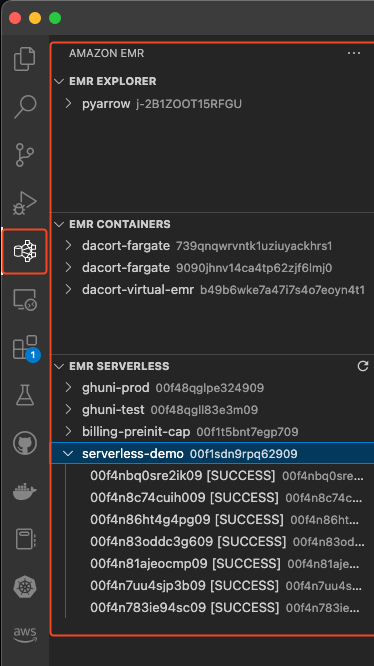 AMAZON EMR ...
EMR EXPLORER
pyarrow j-2B1ZOOT15RFGU
EMR CONTAINERS
dacort-fargate 739qnqwrvntk1uziuyackhrs1
dacort-fargate 9090jhnv14ca4tp62zjf6lmj0
dacort-virtual-emr b49b6wke7a47i7s4o7eoyn4t1
1
EMR SERVERLESS
ghuni-prod 00f48qglpe324909
ghuni-test 00f48qgll83e3m09
billing-preinit-cap 00f1t5bnt7egp709
serverless-demo 00f1sdn9rpq62909
00f4nbq0sre2ik09 [SUCCESS] 00f4nbq0sre...
00f4n8c74cuih009 [SUCCESS] 00f4n8c74c...
00f4n86ht4g4pg09 [SUCCESS] 00f4n86ht...
00f4n83oddc3g609 [SUCCESS] 00f4n83od...
00f4n81ajeocmp09 [SUCCESS] 00f4n81aje...
00f4n7uu4sjp3b09 [SUCCESS] 00f4n7uu4s...
00f4n783ie94sc09 [SUCCESS] 00f4n783ie...
aws